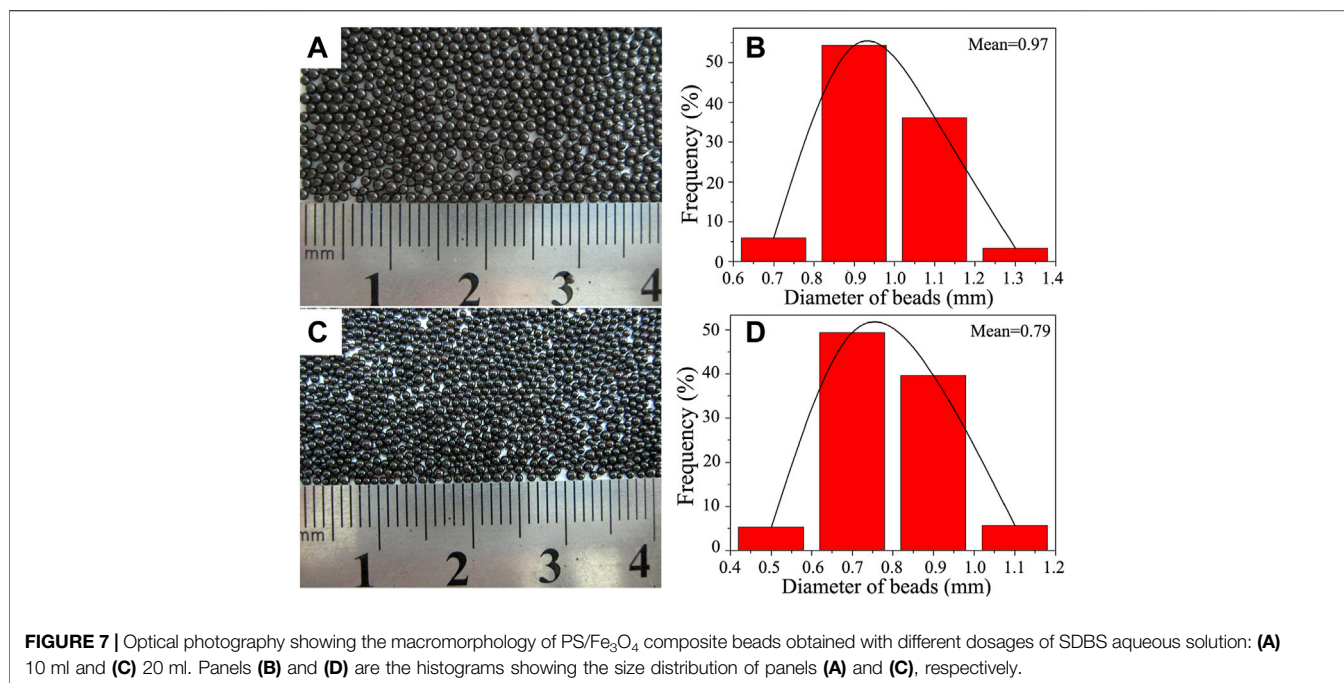 A
mm
1 2 3 4
B
Mean=0.97
Frequency (%)
50
40
30
20
10
0
0.6 0.7 0.8 0.9 1.0 1.1 1.2 1.3 1.4
Diameter of beads (mm)
C
mm
1 2 3 4
D
Mean=0.79
Frequency (%)
50
40
30
20
10
0
0.4 0.5 0.6 0.7 0.8 0.9 1.0 1.1 1.2
Diameter of beads (mm)
FIGURE 7 | Optical photography showing the macromorphology of PS/Fe₃O₄ composite beads obtained with different dosages of SDBS aqueous solution: (A)
10 ml and (C) 20 ml. Panels (B) and (D) are the histograms showing the size distribution of panels (A) and (C), respectively.